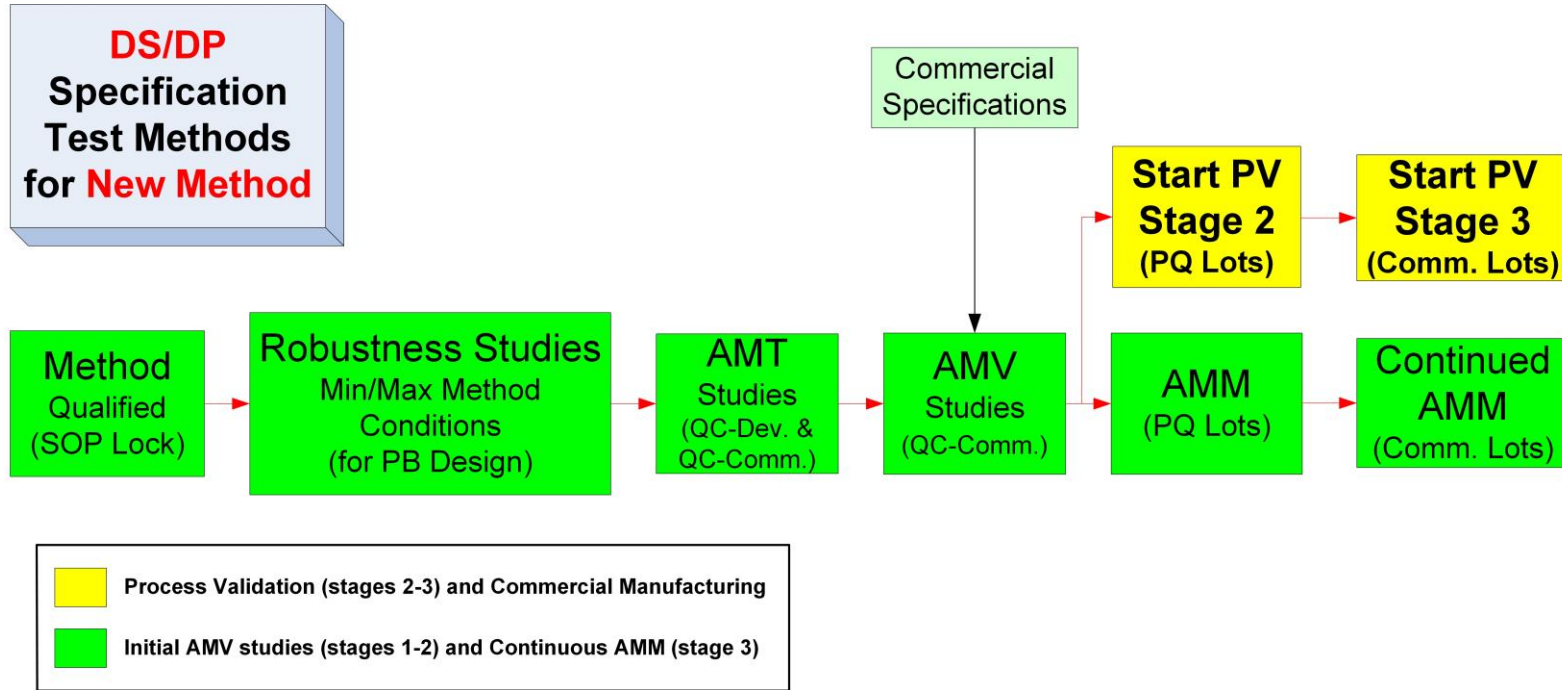 DS/DP
Specification
Test Methods
for New Method
Commercial
Specifications
Start PV
Stage 2
(PQ Lots)
Start PV
Stage 3
(Comm. Lots)
Method
Qualified
(SOP Lock)
Robustness Studies
Min/Max Method
Conditions
(for PB Design)
AMT
Studies
(QC-Dev. &
QC-Comm.)
AMV
Studies
(QC-Comm.)
AMM
(PQ Lots)
Continued
AMM
(Comm. Lots)
Process Validation (stages 2-3) and Commercial Manufacturing
Initial AMV studies (stages 1-2) and Continuous AMM (stage 3)